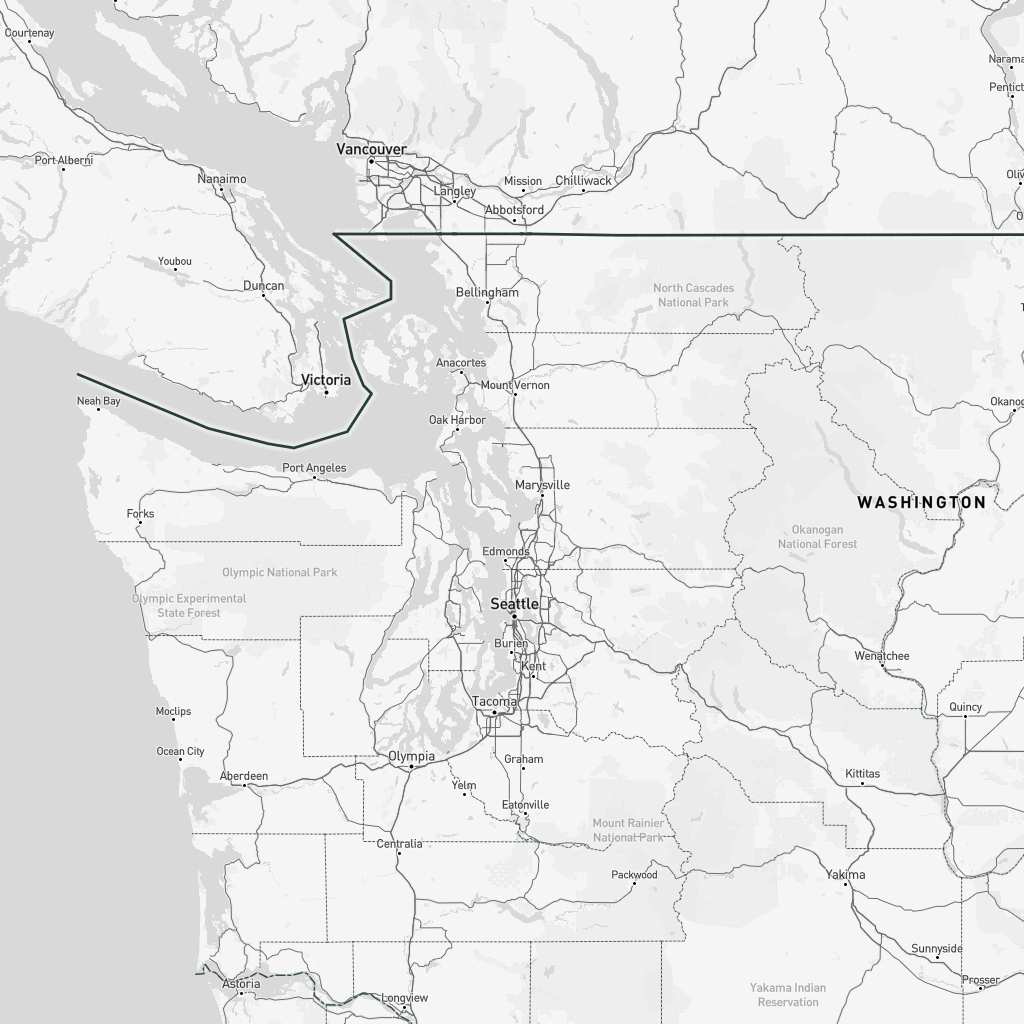 Courtenay
Narama
Pentict
Vancouver
Port Alberni
Nanaimo
Mission
Chilliwack
Langley
Oliv
Abbotsford
O
Youbou
Duncan
Bellingham
North Cascades
National Park
T
Anacortes
Victoria
Mount Vernon
Neah Bay
Okanog
Oak Harbor
Port Angeles
Marysville
WASHINGTON
Forks
Okanogan
National Forest
Edmonds
Olympic National Park
Olympic Experimental
State Forest
Seattle
Burien
Wenatchee
Kent
Tacoma
Moclips
Quincy
Ocean City
Olympia
Graham
Aberdeen
Kittitas
Yelm
Eatonville
Mount Rainier
National Park
Centralia
Packwood
Yakima
Sunnyside
Astoria
Prosser
Yakama Indian
Reservation
Longview